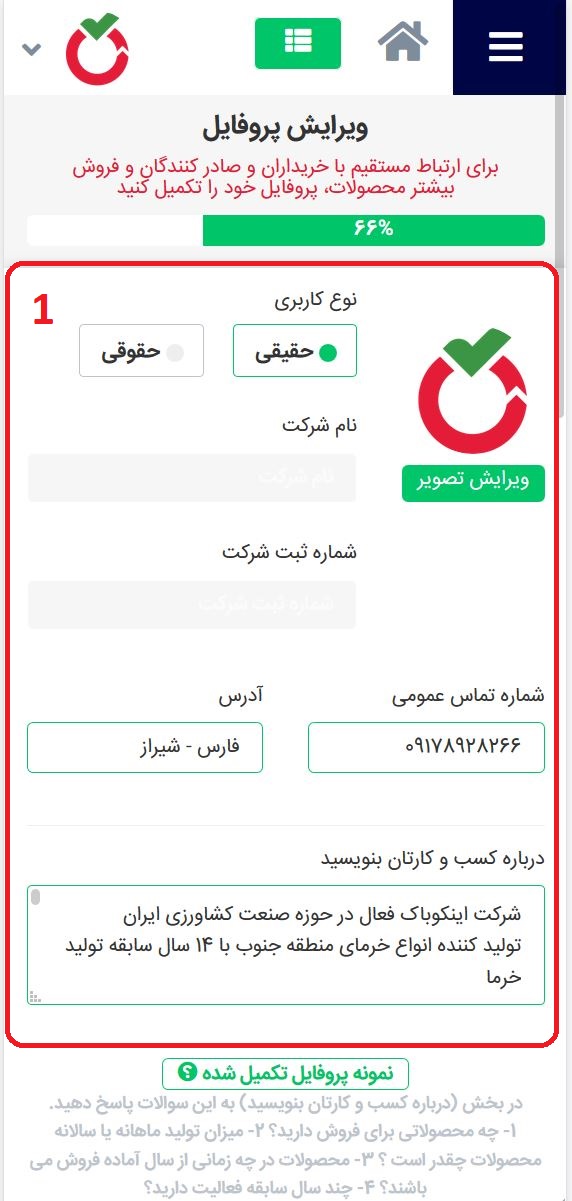 ویرایش پروفایل
برای ارتباط مستقیم با خریداران و صادر کنندگان و فروش
بیشتر محصولات، پروفایل خود را تکمیل کنید
۶۶%
1
نوع کاربری
حقیقی
حقوقی
نام شرکت
نام شرکت
ویرایش تصویر
شماره ثبت شرکت
شماره ثبت شرکت
شماره تماس عمومی
آدرس
۰۹۱۷۸۹۲۸۲۶۶
فارس - شیراز
درباره کسب و کارتان بنویسید
شرکت اینکوباک فعال در حوزه صنعت کشاورزی ایران
تولید کننده انواع خرمای منطقه جنوب با ۱۴ سال سابقه تولید
خرما
نمونه پروفایل تکمیل شده ?
در بخش (درباره کسب و کارتان بنویسید) به این سوالات پاسخ دهید.
۱- چه محصولاتی برای فروش دارید؟ ۲- میزان تولید ماهانه یا سالانه
محصولات چقدر است ؟ ۳- محصولات در چه زمانی از سال آماده فروش می
باشند؟ ۴- چند سال سابقه فعالیت دارید؟